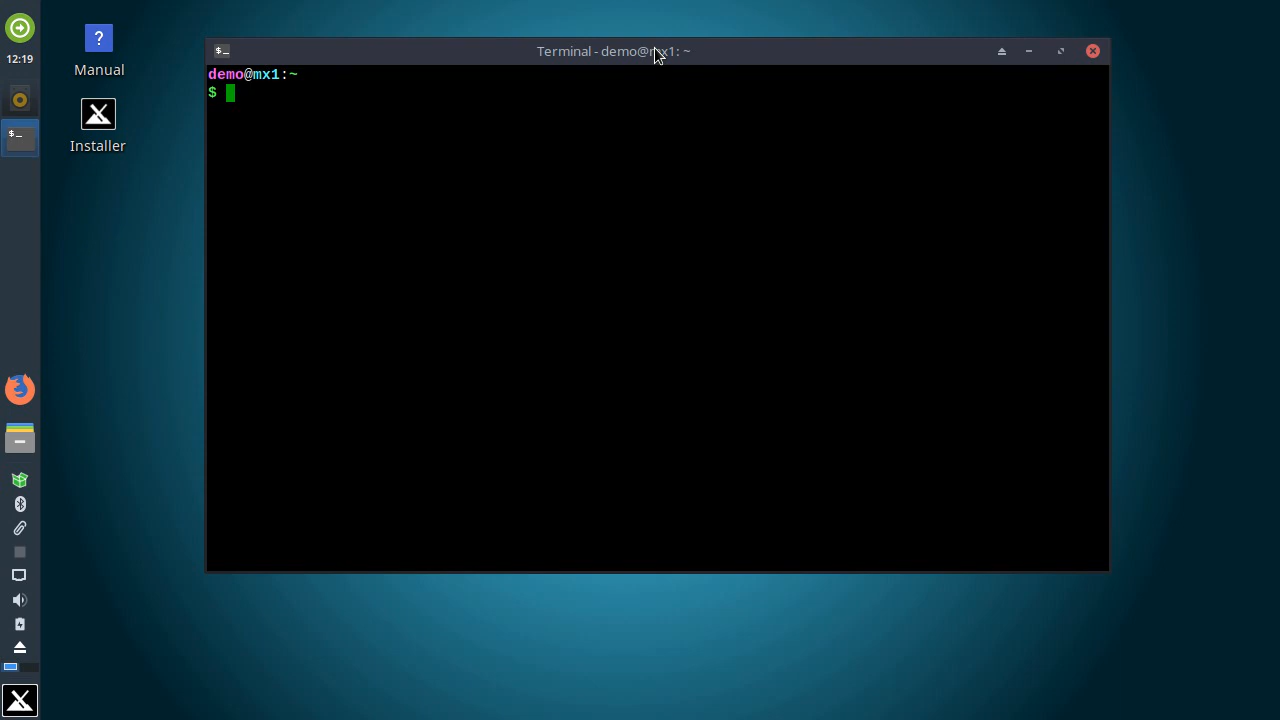 12:19
Manual
Installer
$_
$_
Terminal - demo@mx1: ~
demo@mx1:~
$